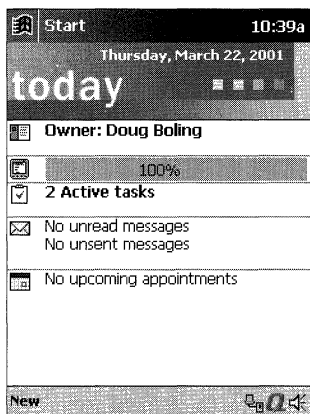 Start 10:39a
Thursday, March 22, 2001
today
Owner: Doug Boling
100%
2 Active tasks
No unread messages
No unsent messages
No upcoming appointments
New